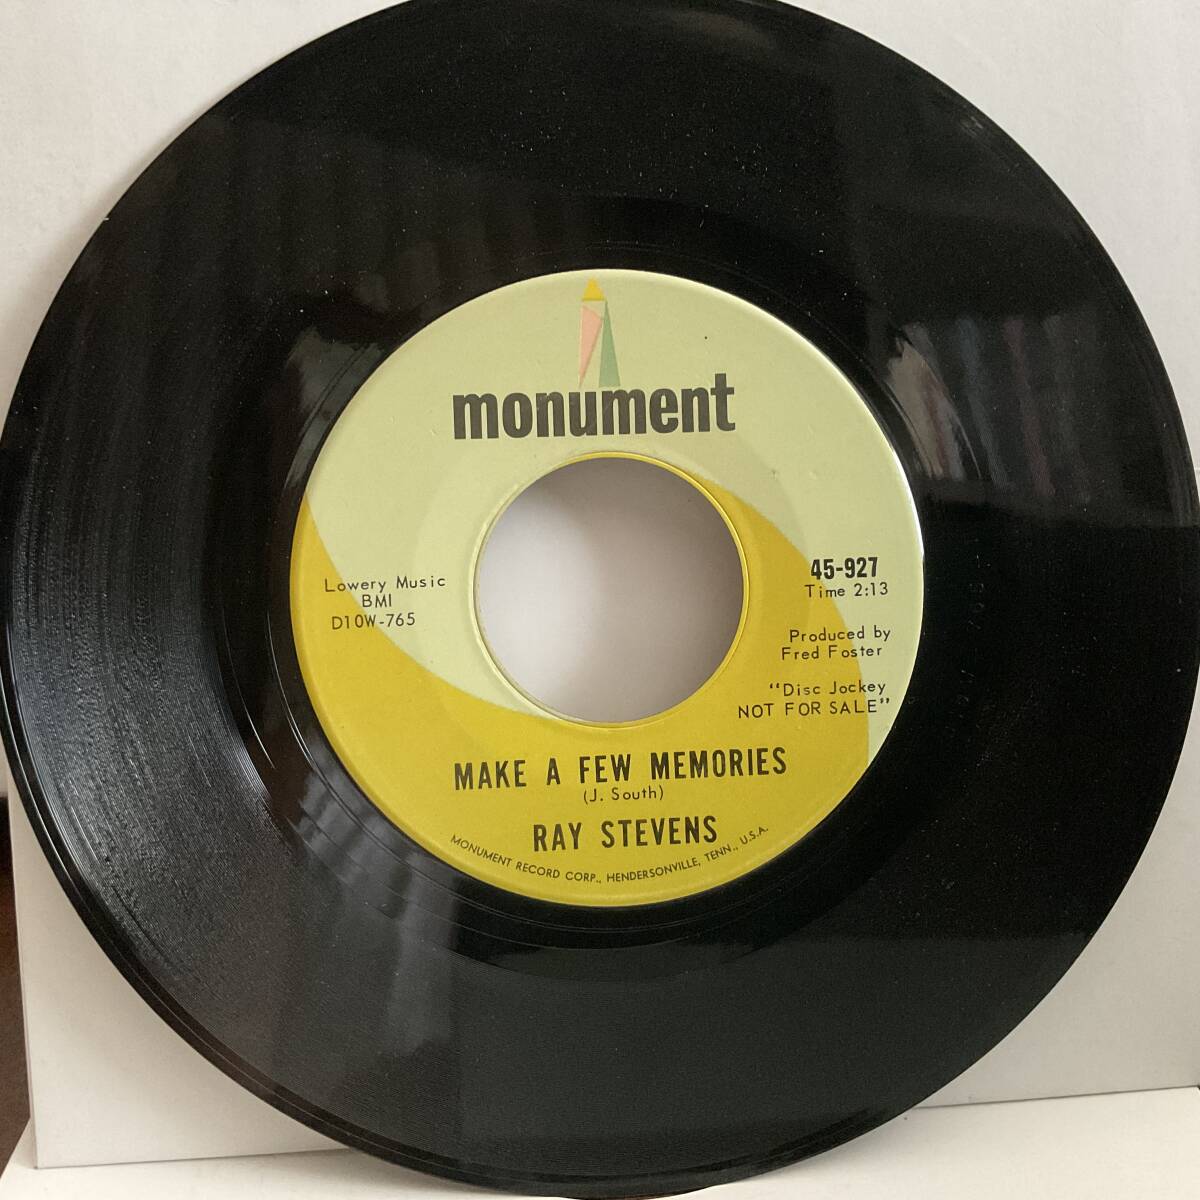 monument
45-927
Time 2:13
Lowery Music
BMI
D10W-765
Produced by
Fred Foster
"Disc Jockey
NOT FOR SALE"
MAKE A FEW MEMORIES
(J. South)
RAY STEVENS
MONUMENT RECORD CORP., HENDERSONVILLE, TENN., U.S.A.